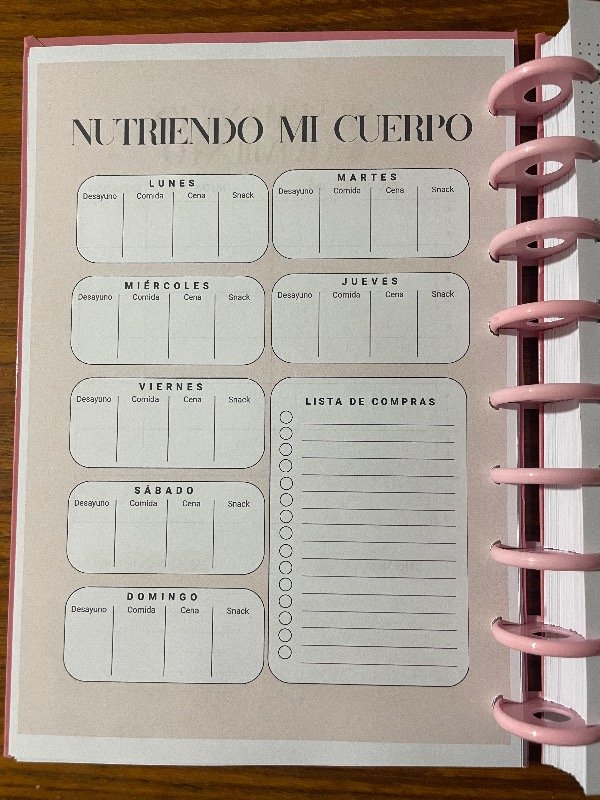 NUTRIENDO MI CUERPO
LUNES
Desayuno Comida Cena Snack
MARTES
Desayuno Comida Cena Snack
MIÉRCOLES
Desayuno Comida Cena Snack
JUEVES
Desayuno Comida Cena Snack
VIERNES
Desayuno Comida Cena Snack
LISTA DE COMPRAS
SÁBADO
Desayuno Comida Cena Snack
DOMINGO
Desayuno Comida Cena Snack